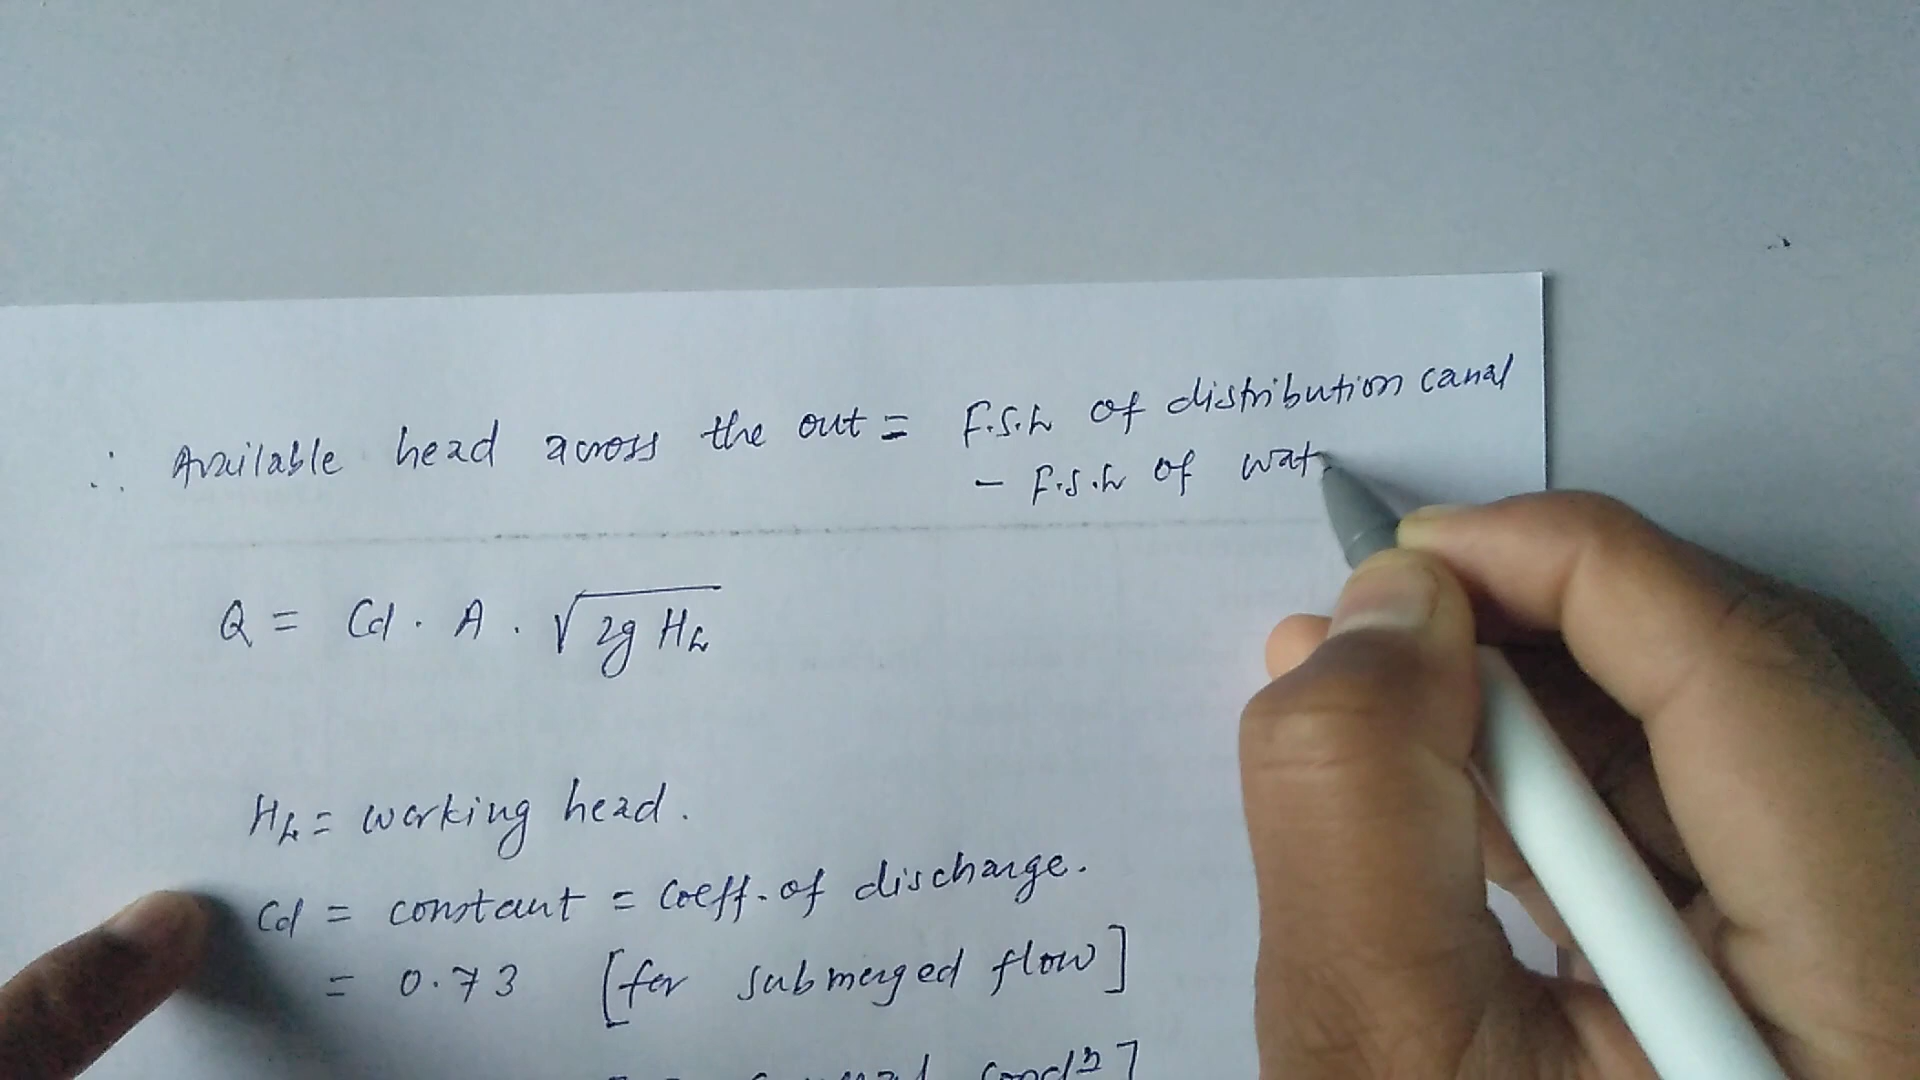 ∴ Available head across the out = F.S.L of distribution canal
- F.S.L of wat
Q = Cd . A . √2g HL
HL = working head.
Cd = constant = Coeff. of discharge.
= 0.73 [for submerged flow]